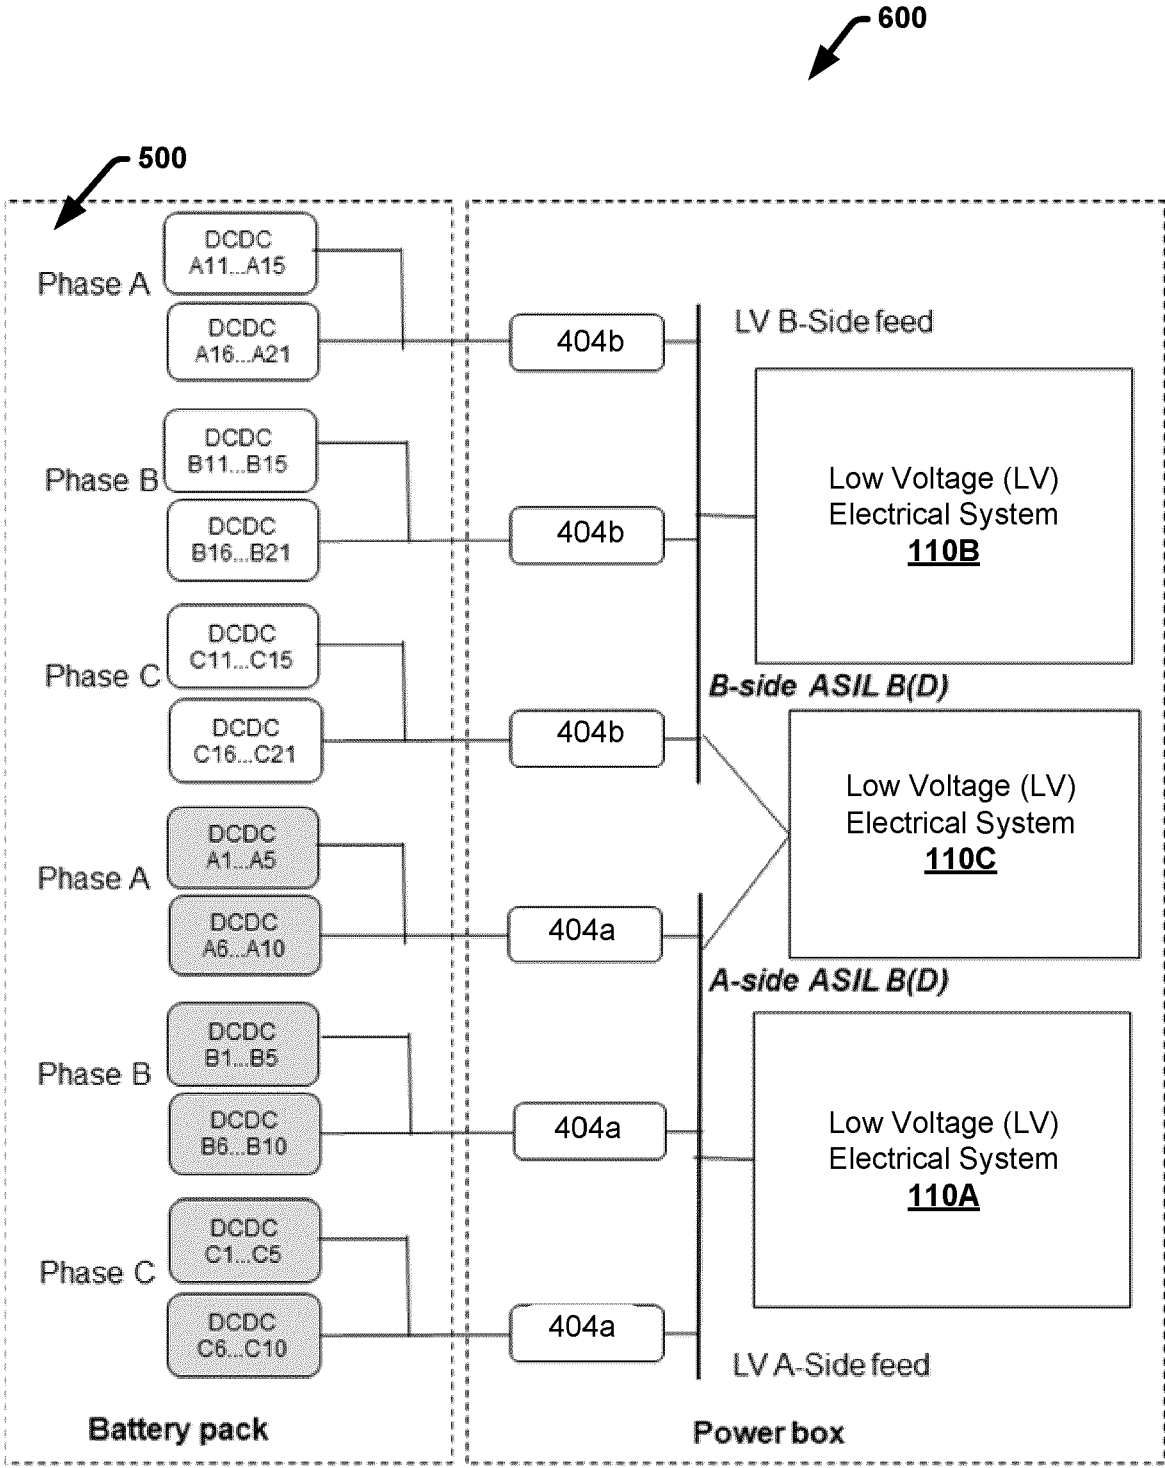 600
500
DCDC
A11...A15
Phase A
DCDC
A16...A21
404b
LV B-Side feed
DCDC
B11...B15
Phase B
DCDC
B16...B21
404b
Low Voltage (LV)
Electrical System
110B
DCDC
C11...C15
Phase C
DCDC
C16...C21
404b
B-side ASIL B(D)
Low Voltage (LV)
Electrical System
110C
DCDC
A1...A5
Phase A
DCDC
A6...A10
404a
A-side ASIL B(D)
DCDC
B1...B5
Phase B
DCDC
B6...B10
404a
Low Voltage (LV)
Electrical System
110A
DCDC
C1...C5
Phase C
DCDC
C6...C10
404a
LV A-Side feed
Battery pack
Power box